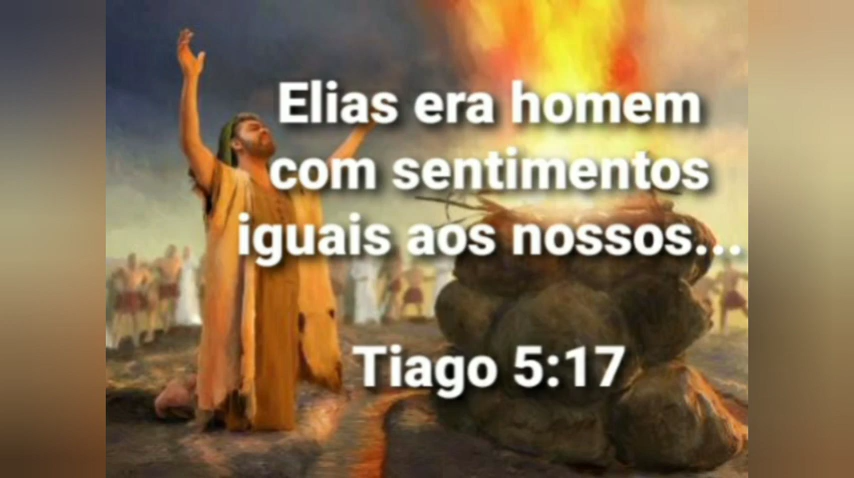 Elias era homem
com sentimentos
iguais aos nossos...
Tiago 5:17